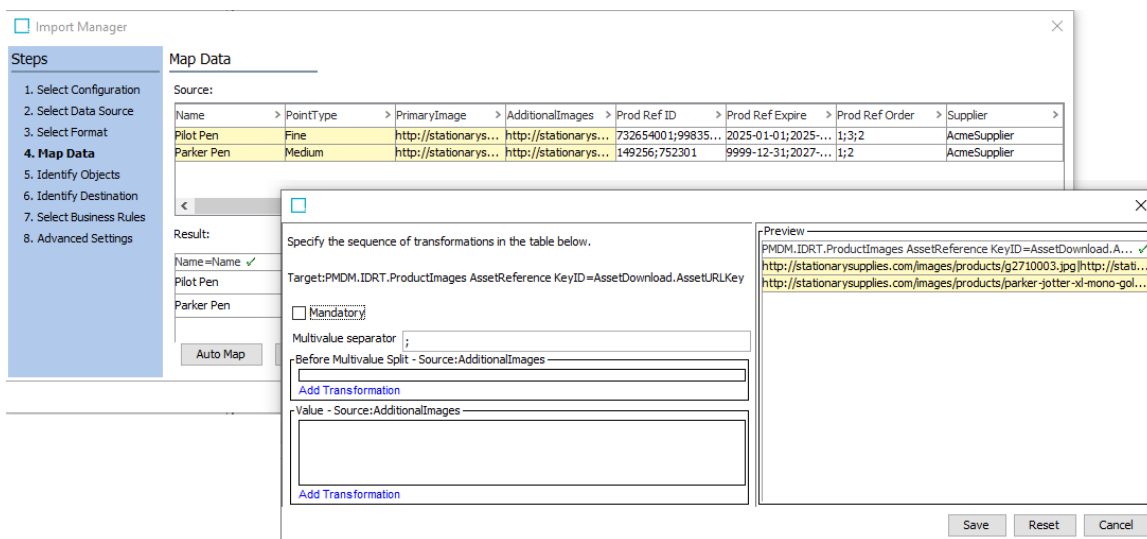 Import Manager
Steps
1. Select Configuration
2. Select Data Source
3. Select Format
4. Map Data
5. Identify Objects
6. Identify Destination
7. Select Business Rules
8. Advanced Settings
Map Data
Source:
Name > PointType > PrimaryImage > AdditionalImages > Prod Ref ID > Prod Ref Expire > Prod Ref Order > Supplier >
Pilot Pen Fine http://stationarys... http://stationarys... 732654001;99835... 2025-01-01;2025-... 1;3;2 AcmeSupplier
Parker Pen Medium http://stationarys... http://stationarys... 149256;752301 9999-12-31;2027-... 1;2 AcmeSupplier
Result:
Name=Name ✓
Pilot Pen
Parker Pen
Auto Map
Specify the sequence of transformations in the table below.
Target:PMDM.IDRT.ProductImages AssetReference KeyID=AssetDownload.AssetURLKey
Mandatory
Multivalue separator ;
Before Multivalue Split - Source:AdditionalImages
Add Transformation
Value - Source:AdditionalImages
Add Transformation
Preview
PMDM.IDRT.ProductImages AssetReference KeyID=AssetDownload.A... ✓
http://stationarysupplies.com/images/products/g2710003.jpg|http://stati...
http://stationarysupplies.com/images/products/parker-jotter-xl-mono-gol...
Save
Reset
Cancel